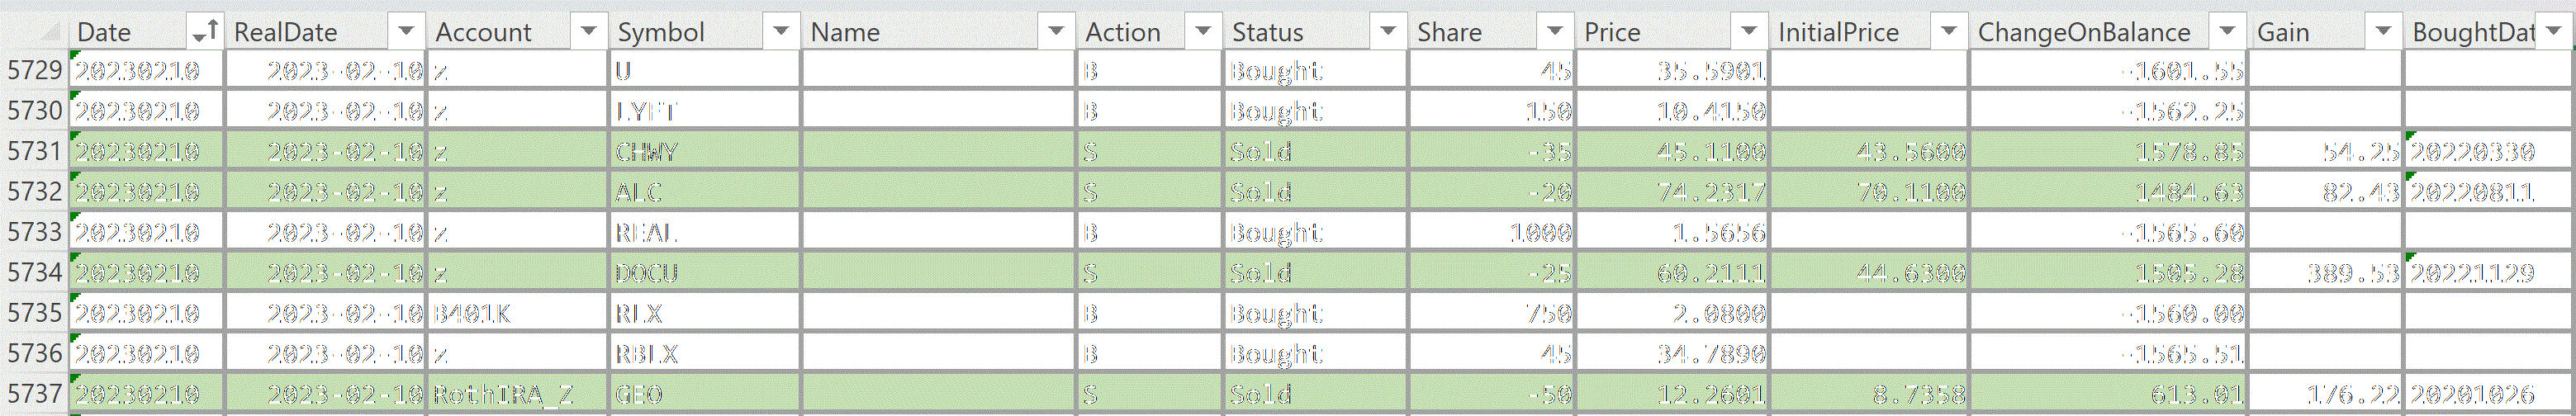 Date RealDate Account Symbol Name Action Status Share Price InitialPrice ChangeOnBalance Gain BoughtDat
5729 20230210 2023-02-10 z U B Bought 45 35.5901 -1601.55
5730 20230210 2023-02-10 z LYFT B Bought 150 10.4150 -1562.25
5731 20230210 2023-02-10 z CHWY S Sold -35 45.1100 43.5600 1578.85 54.25 20220330
5732 20230210 2023-02-10 z ALC S Sold -20 74.2317 70.1100 1484.63 82.43 20220811
5733 20230210 2023-02-10 z REAL B Bought 1000 1.5656 -1565.60
5734 20230210 2023-02-10 z DOCU S Sold -25 60.2111 44.6300 1505.28 389.53 20221129
5735 20230210 2023-02-10 B401K RLX B Bought 750 2.0800 -1560.00
5736 20230210 2023-02-10 z RBLX B Bought 45 34.7890 -1565.51
5737 20230210 2023-02-10 RothIRA_Z GEO S Sold -50 12.2601 8.7358 613.01 176.22 20201026